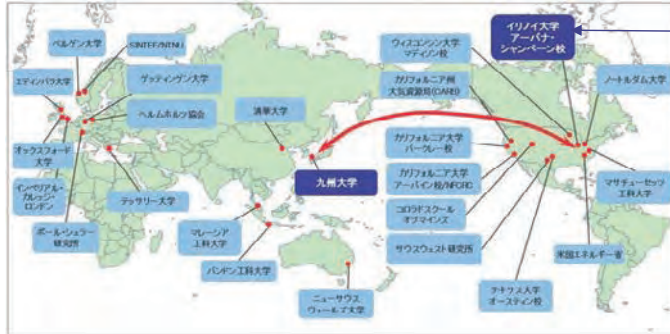 ベルゲン大学
SINTEF/NTNU
エディンバラ大学
ゲッティンゲン大学
ヘルムホルツ協会
オックスフォード
大学
インペリアル・
カレッジ・
ロンドン
ポール・シェラー
研究所
テッサリー大学
清華大学
九州大学
マレーシア
工科大学
バンドン工科大学
ニューサウス
ウェールズ大学
ウィスコンシン大学
マディソン校
カリフォルニア州
大気資源局(CARB)
カリフォルニア大学
バークレー校
カリフォルニア大学
アーバイン校/NFCRC
コロラドスクール
オブマインズ
サウスウェスト研究所
テキサス大学
オースティン校
イリノイ大学
アーバナ・
シャンペーン校
ノートルダム大学
マサチューセッツ
工科大学
米国エネルギー省